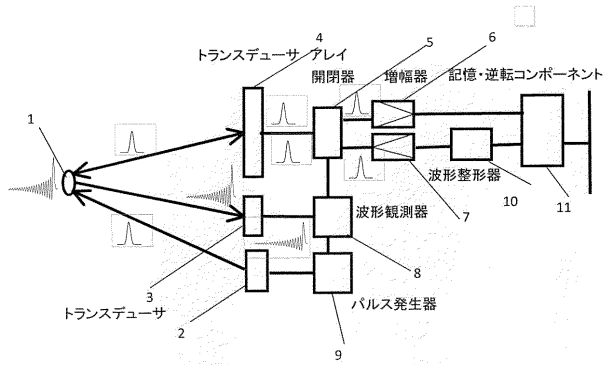 4
5
6
トランスデューサ アレイ
開閉器
増幅器
記憶・逆転コンポーネント
1
波形整形器
10
11
7
波形観測器
3
8
トランスデューサ
2
パルス発生器
9